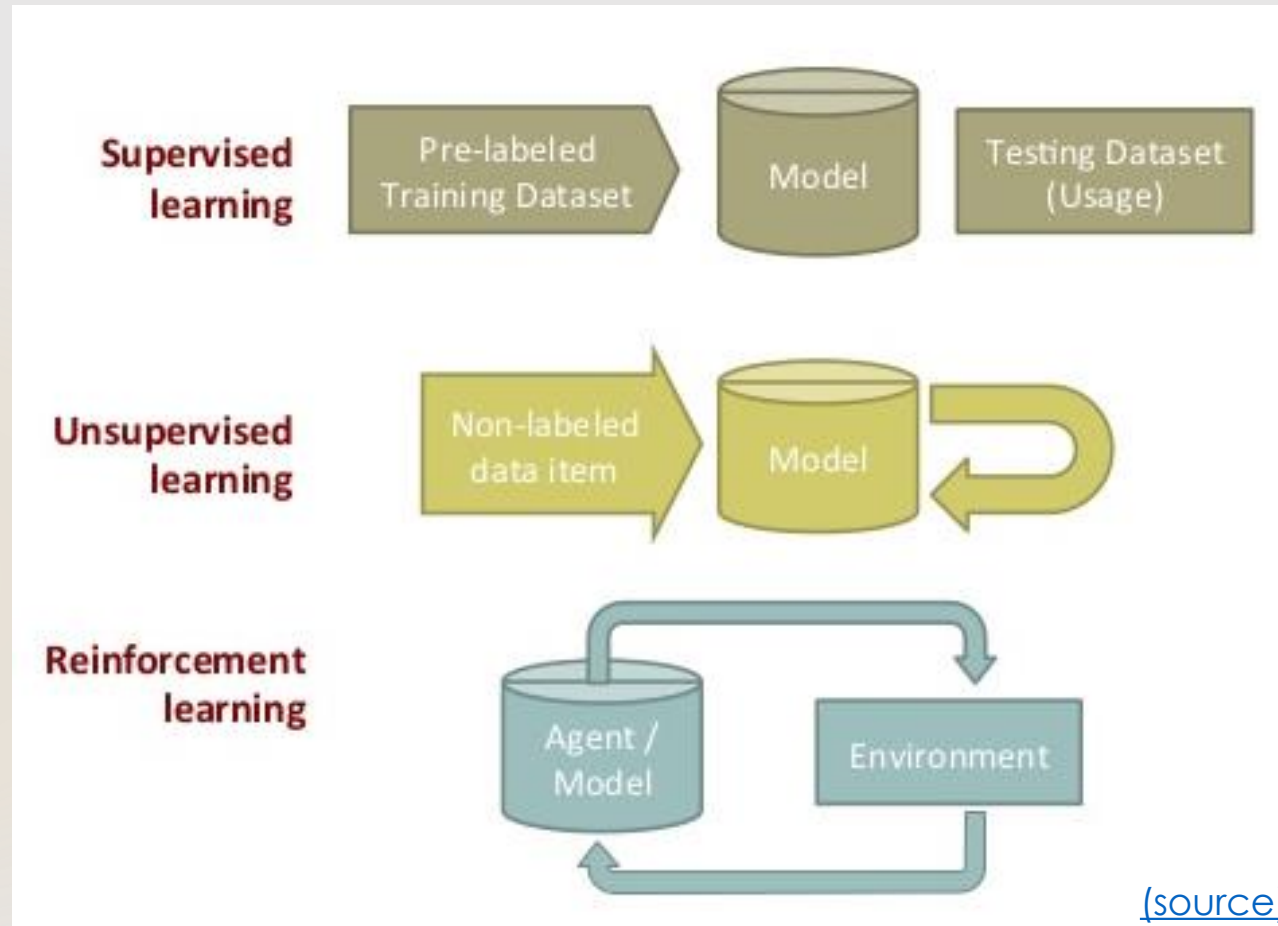 Supervised
learning
Pre-labeled
Training Dataset
Model
Testing Dataset
(Usage)
Unsupervised
learning
Non-labeled
data item
Model
Reinforcement
learning
Agent /
Model
Environment
(source